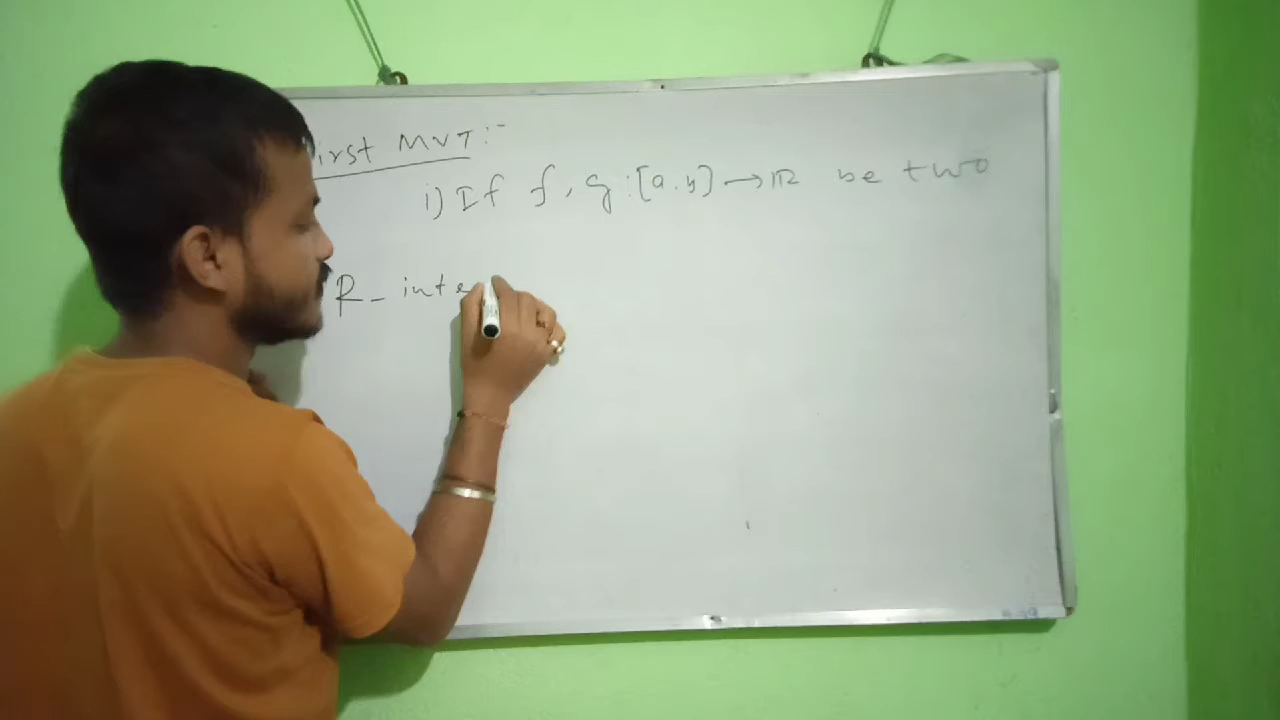 irst MVT:-
i) If f, g : [a.b] → ℝ be two
R - inte